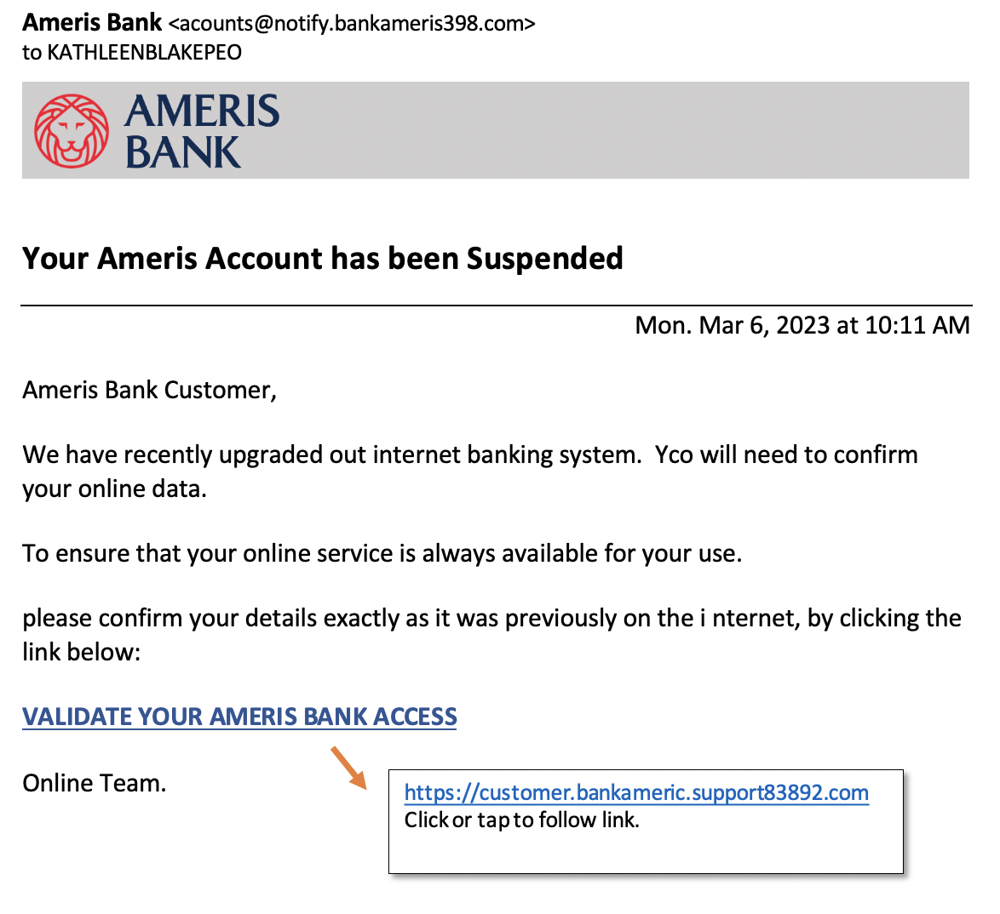 Ameris Bank <acounts@notify.bankameris398.com>
to KATHLEENBLAKEPEO
AMERIS
BANK
Your Ameris Account has been Suspended
Mon. Mar 6, 2023 at 10:11 AM
Ameris Bank Customer,
We have recently upgraded out internet banking system.  Yco will need to confirm
your online data.
To ensure that your online service is always available for your use.
please confirm your details exactly as it was previously on the i nternet, by clicking the
link below:
VALIDATE YOUR AMERIS BANK ACCESS
Online Team.
https://customer.bankameric.support83892.com
Click or tap to follow link.